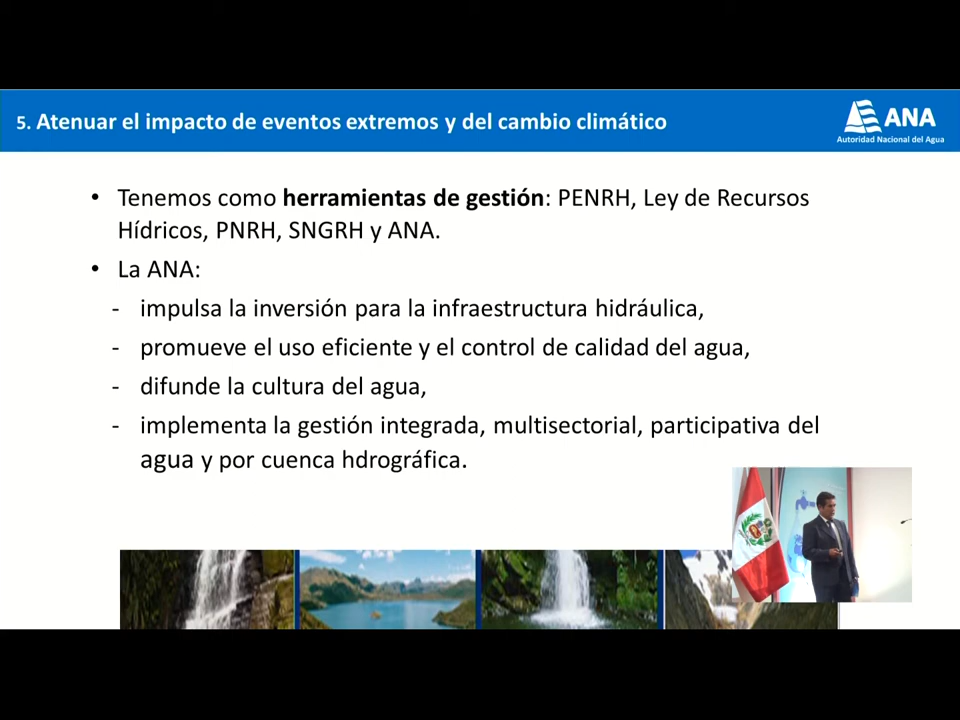 5. Atenuar el impacto de eventos extremos y del cambio climático
ANA
Autoridad Nacional del Agua
• Tenemos como herramientas de gestión: PENRH, Ley de Recursos
Hídricos, PNRH, SNGRH y ANA.
• La ANA:
- impulsa la inversión para la infraestructura hidráulica,
- promueve el uso eficiente y el control de calidad del agua,
- difunde la cultura del agua,
- implementa la gestión integrada, multisectorial, participativa del
agua y por cuenca hdrográfica.